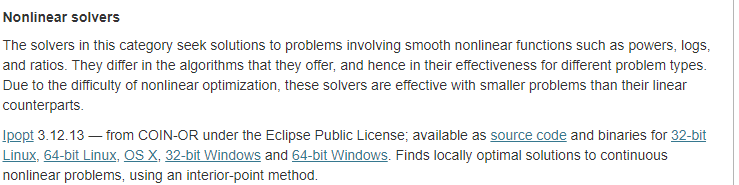 Nonlinear solvers
The solvers in this category seek solutions to problems involving smooth nonlinear functions such as powers, logs,
and ratios. They differ in the algorithms that they offer, and hence in their effectiveness for different problem types.
Due to the difficulty of nonlinear optimization, these solvers are effective with smaller problems than their linear
counterparts.
Ipopt 3.12.13 — from COIN-OR under the Eclipse Public License; available as source code and binaries for 32-bit
Linux, 64-bit Linux, OS X, 32-bit Windows and 64-bit Windows. Finds locally optimal solutions to continuous
nonlinear problems, using an interior-point method.